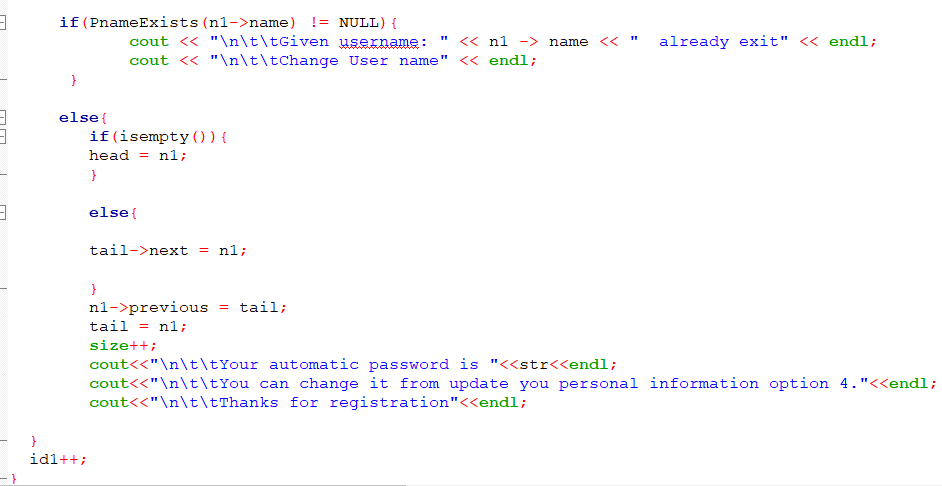 if(PnameExists(n1->name) != NULL){
cout << "\n\t\tGiven username: " << n1 -> name << "  already exit" << endl;
cout << "\n\t\tChange User name" << endl;
}
else{
if(isempty()){
head = n1;
}
else{
tail->next = n1;
}
n1->previous = tail;
tail = n1;
size++;
cout<<"\n\t\tYour automatic password is "<<str<<endl;
cout<<"\n\t\tYou can change it from update you personal information option 4."<<endl;
cout<<"\n\t\tThanks for registration"<<endl;
}
id1++;
}